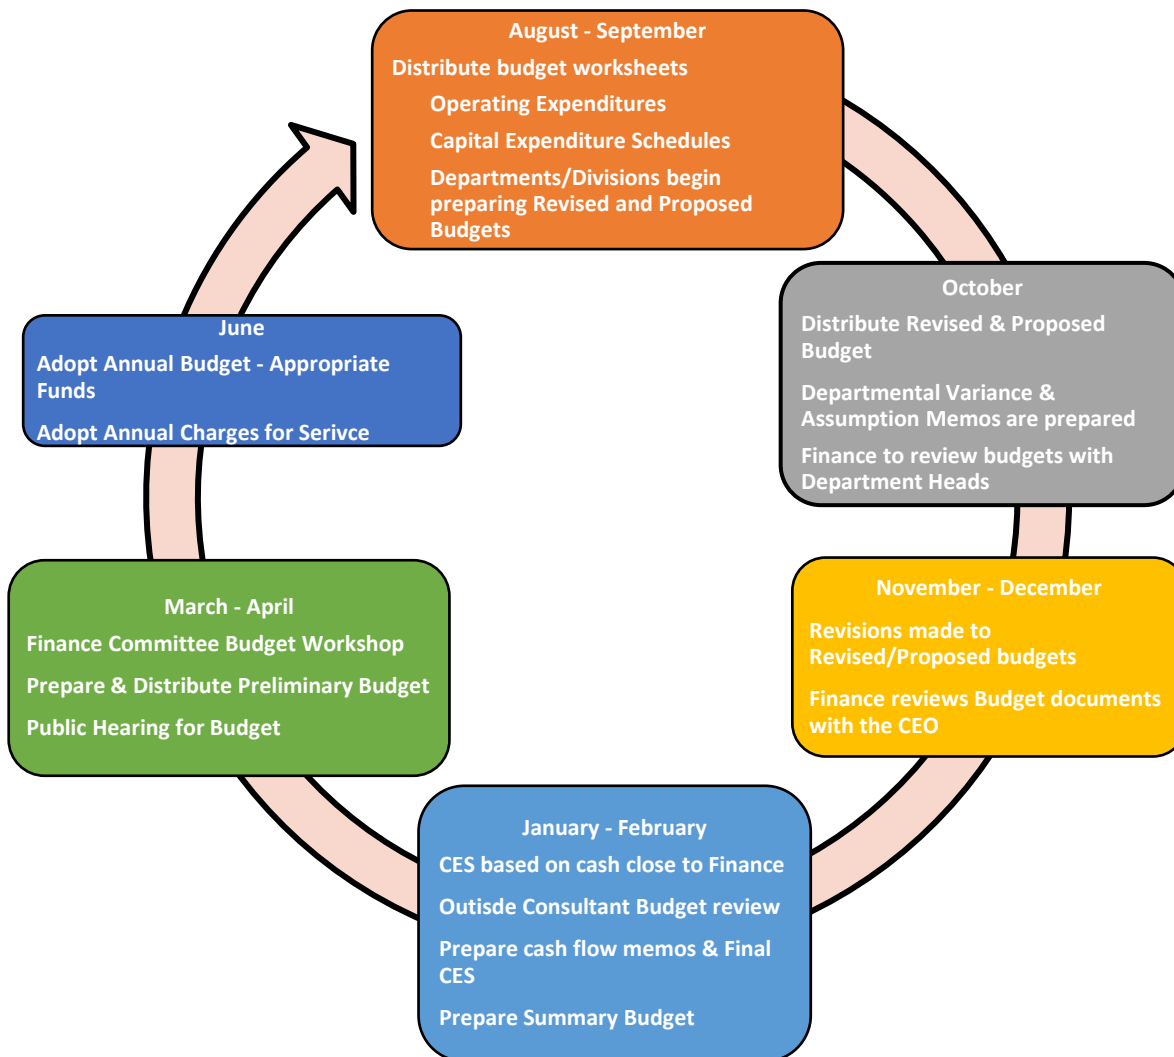 August - September
Distribute budget worksheets
Operating Expenditures
Capital Expenditure Schedules
Departments/Divisions begin
preparing Revised and Proposed
Budgets
October
Distribute Revised & Proposed
Budget
Departmental Variance &
Assumption Memos are prepared
Finance to review budgets with
Department Heads
November - December
Revisions made to
Revised/Proposed budgets
Finance reviews Budget documents
with the CEO
January - February
CES based on cash close to Finance
Outisde Consultant Budget review
Prepare cash flow memos & Final
CES
Prepare Summary Budget
March - April
Finance Committee Budget Workshop
Prepare & Distribute Preliminary Budget
Public Hearing for Budget
June
Adopt Annual Budget - Appropriate
Funds
Adopt Annual Charges for Serivce